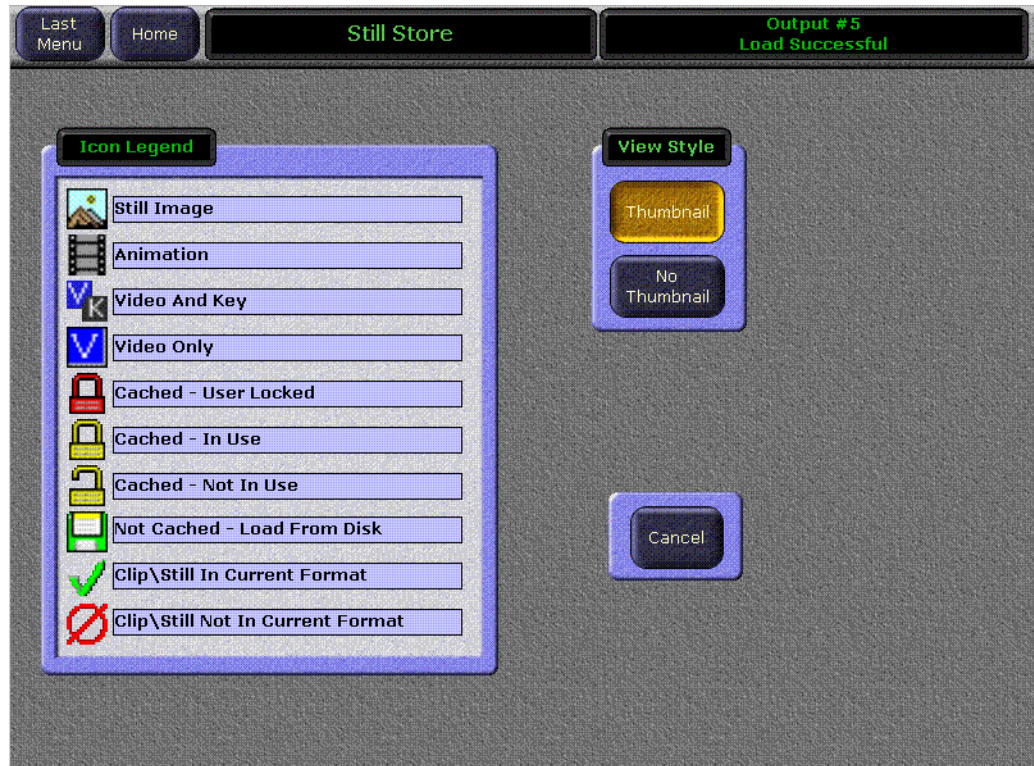 Last
Menu
Home
Still Store
Output #5
Load Successful
Icon Legend
View Style
Still Image
Animation
V
K
Video And Key
V
Video Only
Cached - User Locked
Cached - In Use
Cached - Not In Use
Not Cached - Load From Disk
Clip\Still In Current Format
Clip\Still Not In Current Format
Thumbnail
No
Thumbnail
Cancel